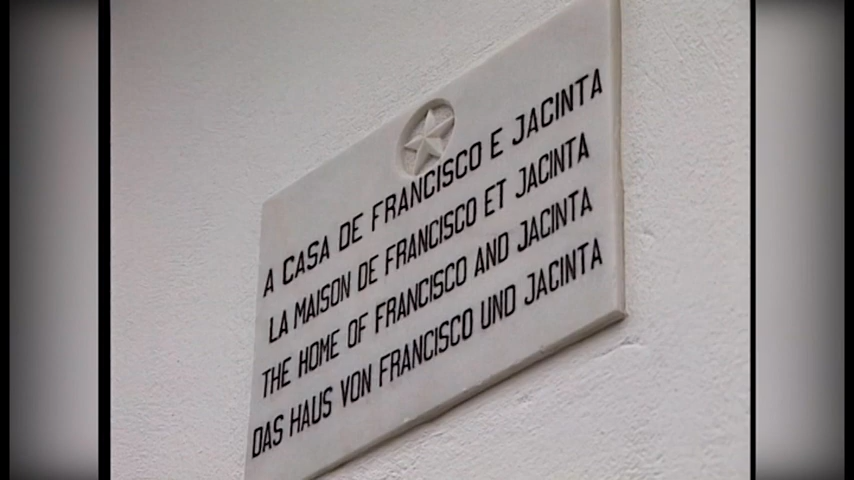 A CASA DE FRANCISCO E JACINTA
LA MAISON DE FRANCISCO ET JACINTA
THE HOME OF FRANCISCO AND JACINTA
DAS HAUS VON FRANCISCO UND JACINTA